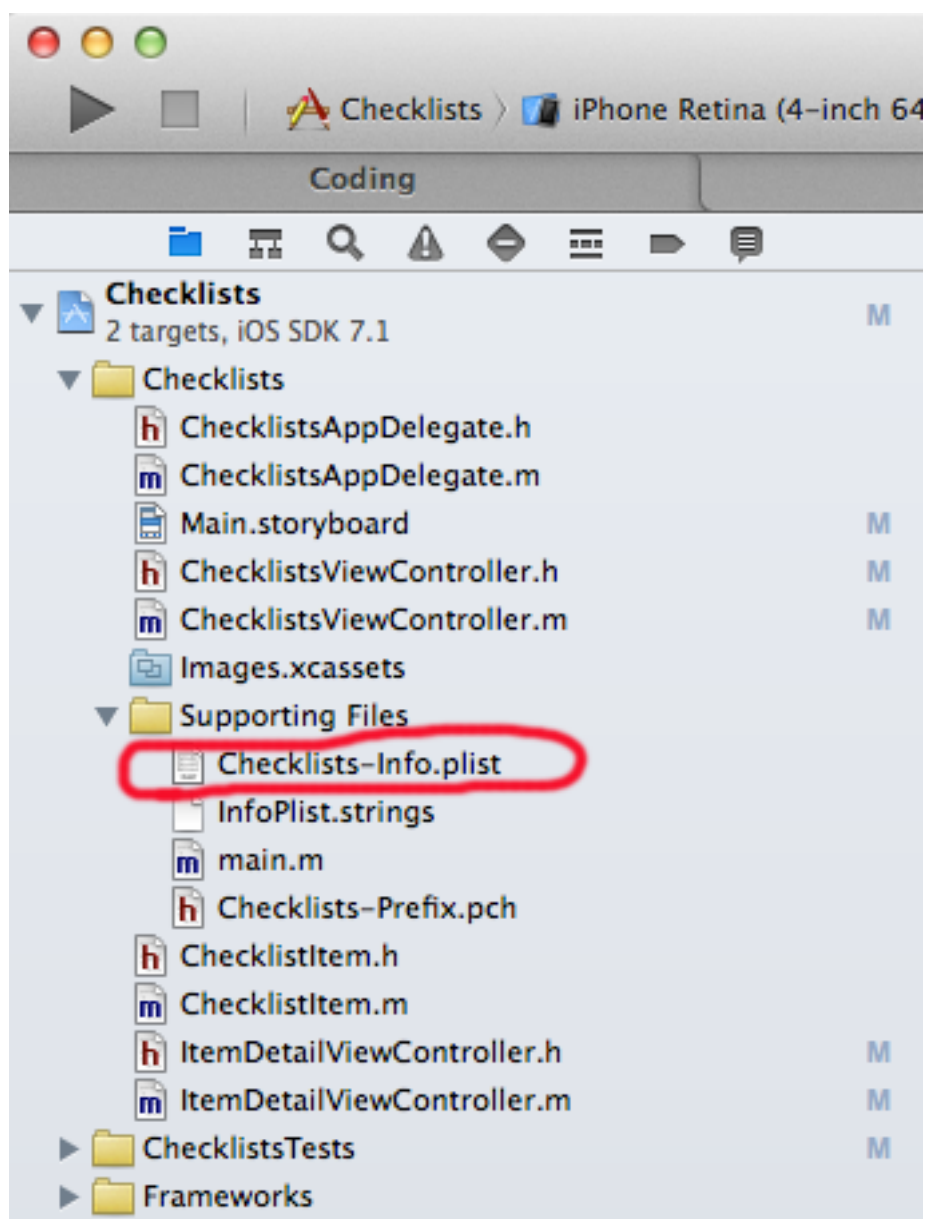 Checklists 〉 iPhone Retina (4-inch 64
Coding
Checklists
2 targets, iOS SDK 7.1
M
Checklists
h ChecklistsAppDelegate.h
m ChecklistsAppDelegate.m
Main.storyboard M
h ChecklistsViewController.h M
m ChecklistsViewController.m M
Images.xcassets
Supporting Files
Checklists-Info.plist
InfoPlist.strings
m main.m
h Checklists-Prefix.pch
h ChecklistItem.h
m ChecklistItem.m
h ItemDetailViewController.h M
m ItemDetailViewController.m M
ChecklistsTests M
Frameworks